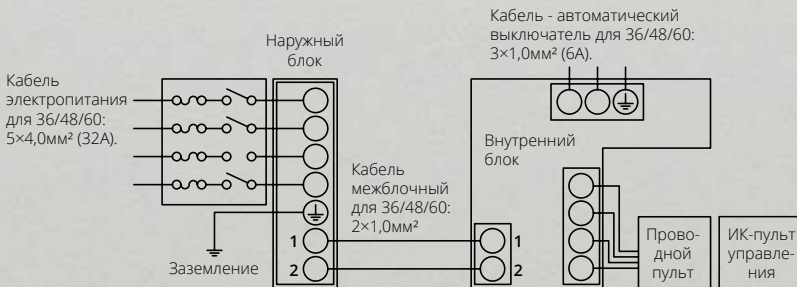 Кабель - автоматический
выключатель для 36/48/60:
3×1,0мм² (6А).
Наружный
блок
Кабель
электропитания
для 36/48/60:
5×4,0мм² (32А).
Внутренний
блок
Кабель
межблочный
для 36/48/60:
2×1,0мм²
1
2
Заземление
1
2
Прово-
дной
пульт
ИК-пульт
управле-
ния